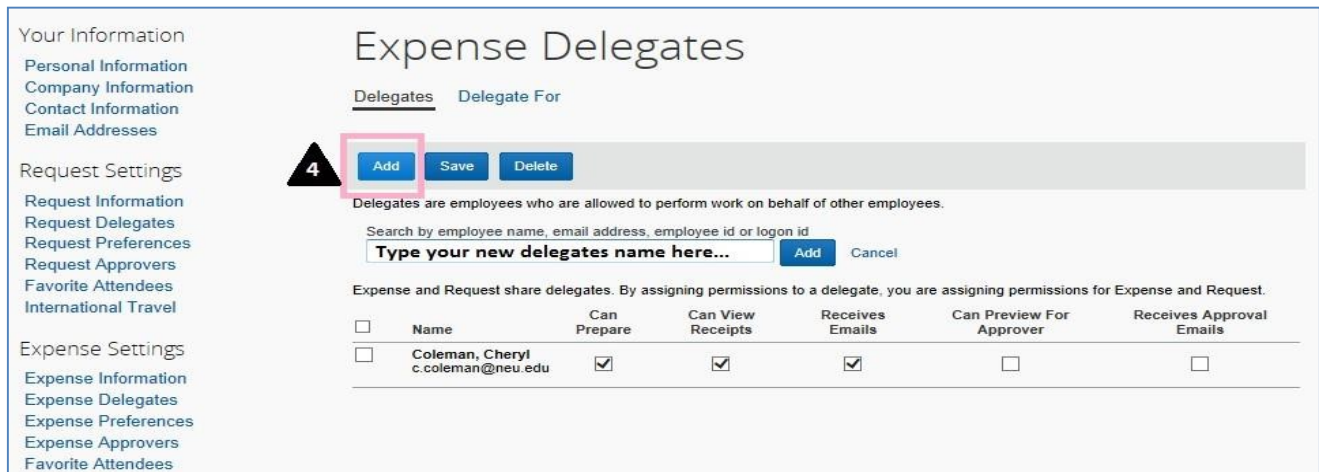 Your Information
Personal Information
Company Information
Contact Information
Email Addresses
Request Settings
Request Information
Request Delegates
Request Preferences
Request Approvers
Favorite Attendees
International Travel
Expense Settings
Expense Information
Expense Delegates
Expense Preferences
Expense Approvers
Favorite Attendees
Expense Delegates
Delegates Delegate For
4 Add Save Delete
Delegates are employees who are allowed to perform work on behalf of other employees.
Search by employee name, email address, employee id or logon id
Type your new delegates name here... Add Cancel
Expense and Request share delegates. By assigning permissions to a delegate, you are assigning permissions for Expense and Request.
Name Can Prepare Can View Receipts Receives Emails Can Preview For Approver Receives Approval Emails
Coleman, Cheryl
c.coleman@neu.edu